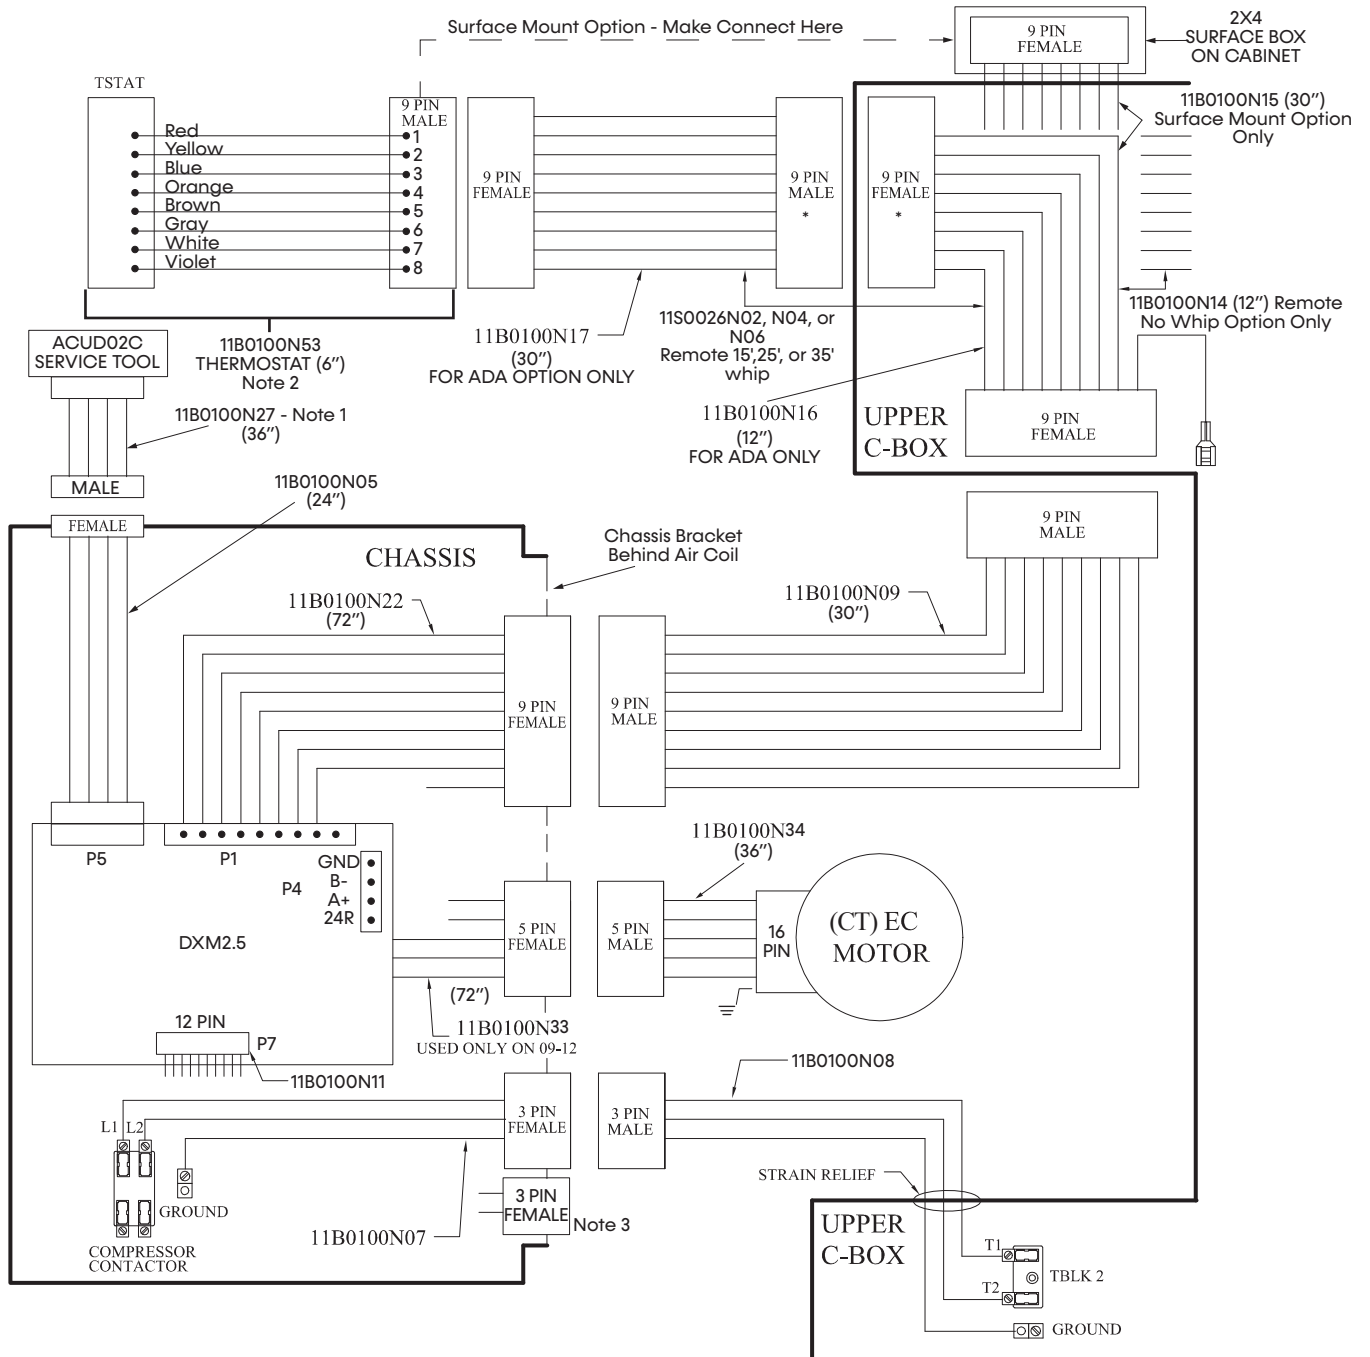 Surface Mount Option - Make Connect Here
9 PIN
FEMALE
2X4
SURFACE BOX
ON CABINET
TSTAT
9 PIN
MALE
Red
1
Yellow
2
Blue
3
Orange
4
Brown
5
Gray
6
White
7
Violet
8
9 PIN
FEMALE
9 PIN
MALE
*
9 PIN
FEMALE
*
11B0100N15 (30″)
Surface Mount Option
Only
11B0100N53
THERMOSTAT (6″)
Note 2
11B0100N17
(30″)
FOR ADA OPTION ONLY
11S0026N02, N04, or
N06
Remote 15',25', or 35'
whip
11B0100N14 (12″) Remote
No Whip Option Only
11B0100N16
(12″)
FOR ADA ONLY
UPPER
C-BOX
9 PIN
FEMALE
ACUD02C
SERVICE TOOL
11B0100N27 - Note 1
(36″)
MALE
11B0100N05
(24″)
FEMALE
CHASSIS
Chassis Bracket
Behind Air Coil
9 PIN
MALE
11B0100N22
(72″)
11B0100N09
(30″)
9 PIN
FEMALE
9 PIN
MALE
P5
P1
P4
GND
B-
A+
24R
DXM2.5
12 PIN
P7
11B0100N11
5 PIN
FEMALE
5 PIN
MALE
11B0100N34
(36″)
16
PIN
(CT) EC
MOTOR
(72″)
11B0100N33
USED ONLY ON 09-12
11B0100N08
L1
L2
3 PIN
FEMALE
3 PIN
MALE
GROUND
COMPRESSOR
CONTACTOR
11B0100N07
3 PIN
FEMALE
Note 3
STRAIN RELIEF
UPPER
C-BOX
T1
T2
TBLK 2
GROUND